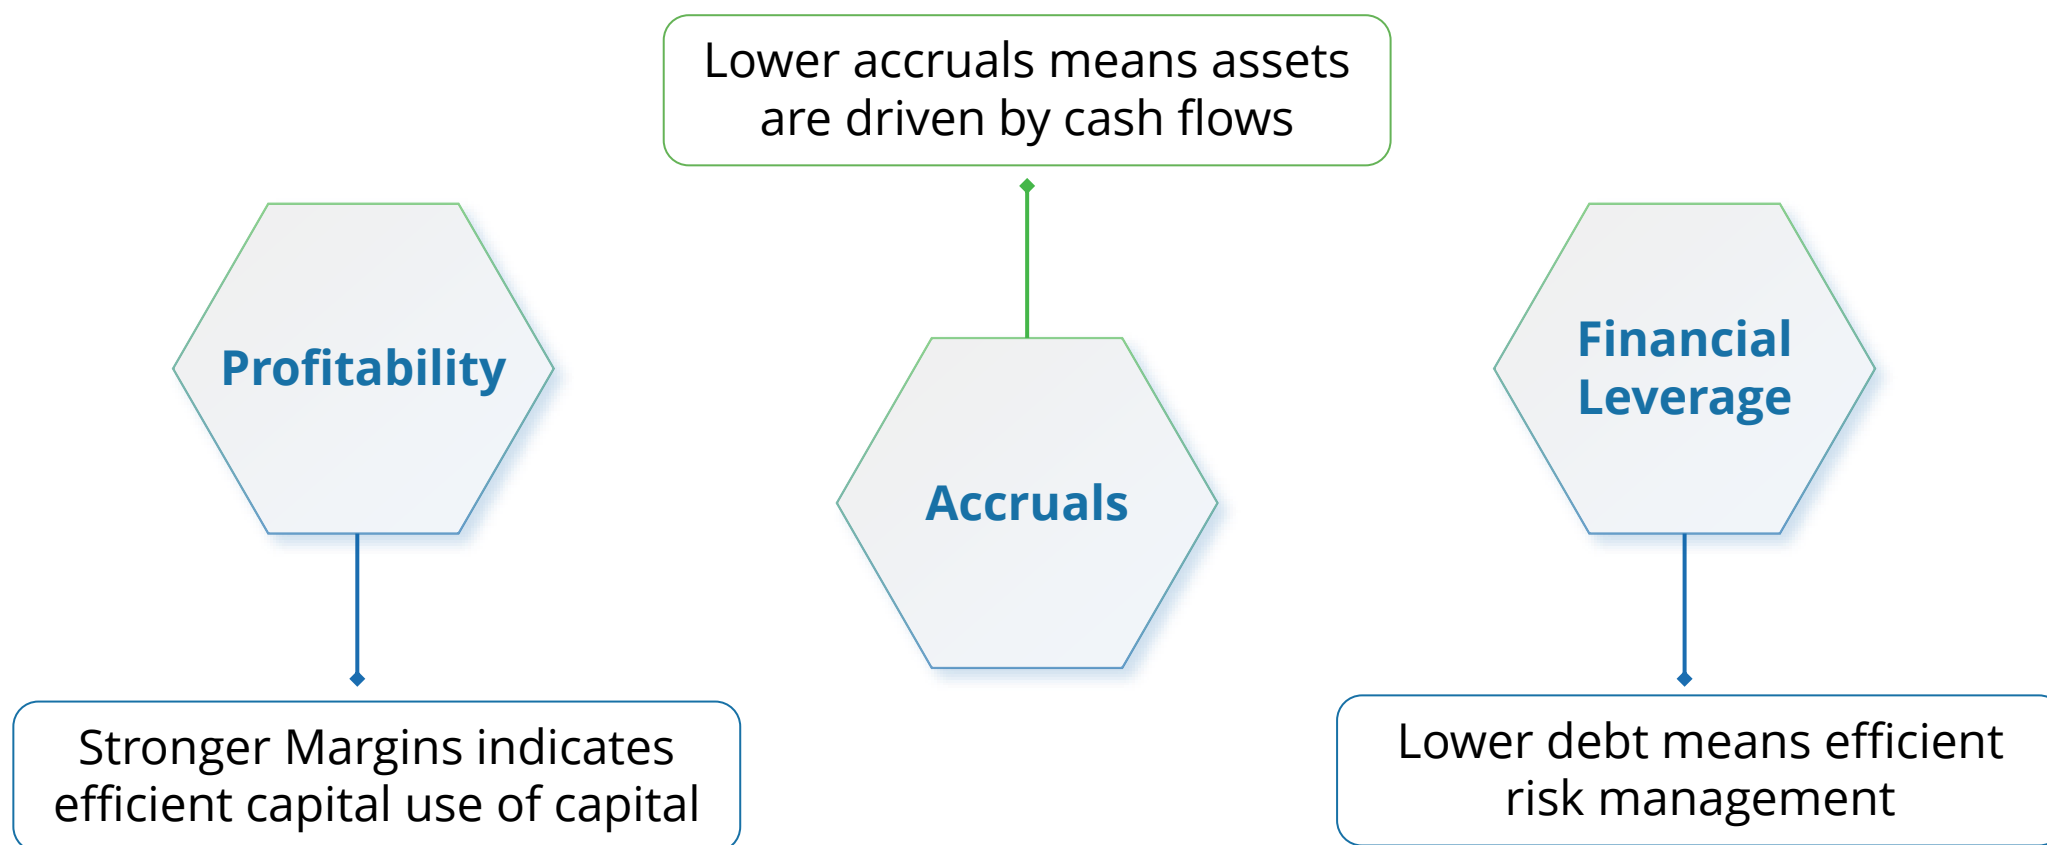 Lower accruals means assets
are driven by cash flows
Profitability
Accruals
Financial
Leverage
Stronger Margins indicates
efficient capital use of capital
Lower debt means efficient
risk management